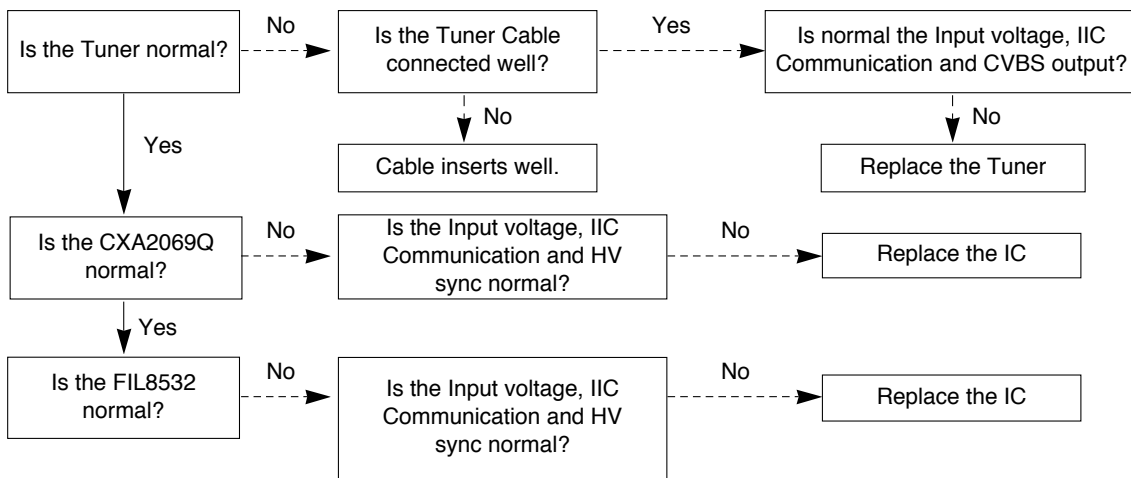 Is the Tuner normal?
No
Is the Tuner Cable
connected well?
Yes
Is normal the Input voltage, IIC
Communication and CVBS output?
Yes
No
No
Cable inserts well.
Replace the Tuner
Is the CXA2069Q
normal?
No
Is the Input voltage, IIC
Communication and HV
sync normal?
No
Replace the IC
Yes
Is the FIL8532
normal?
No
Is the Input voltage, IIC
Communication and HV
sync normal?
No
Replace the IC